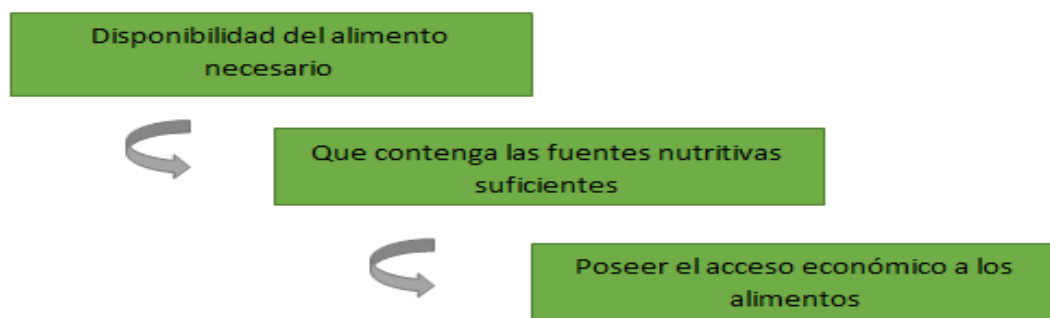 Disponibilidad del alimento
necesario
Que contenga las fuentes nutritivas
suficientes
Poseer el acceso económico a los
alimentos